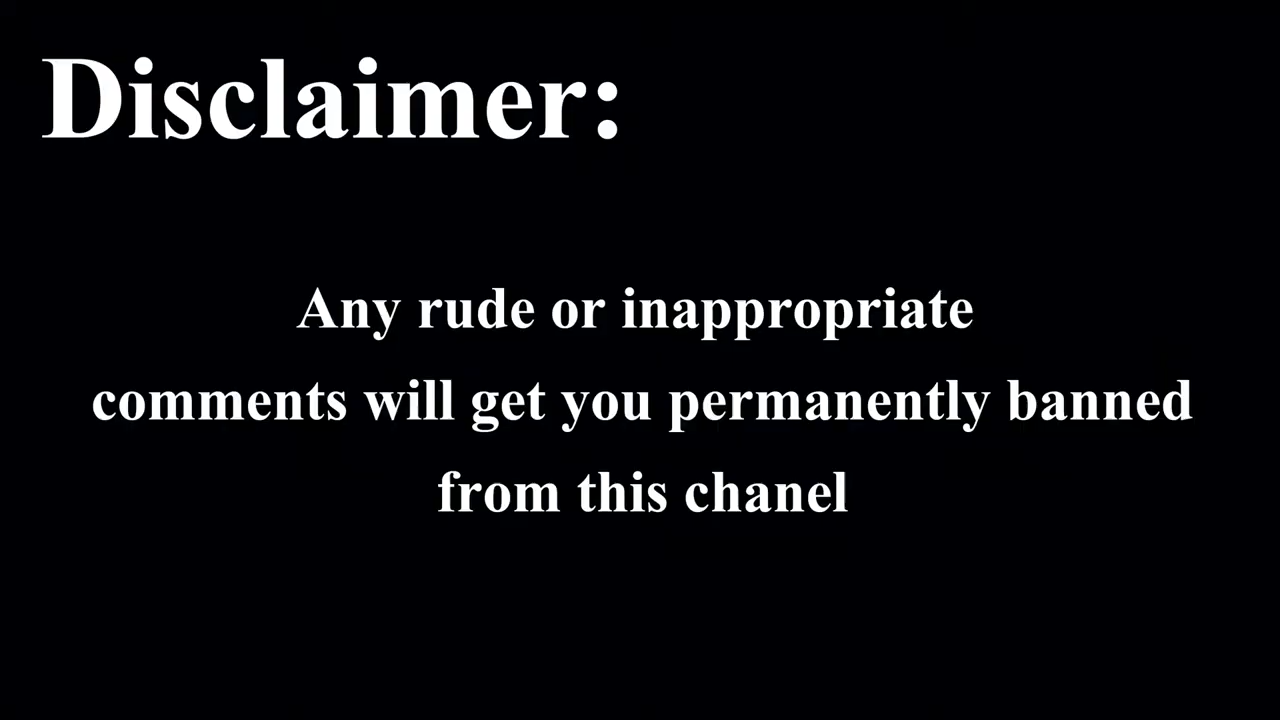 Disclaimer:
Any rude or inappropriate
comments will get you permanently banned
from this chanel